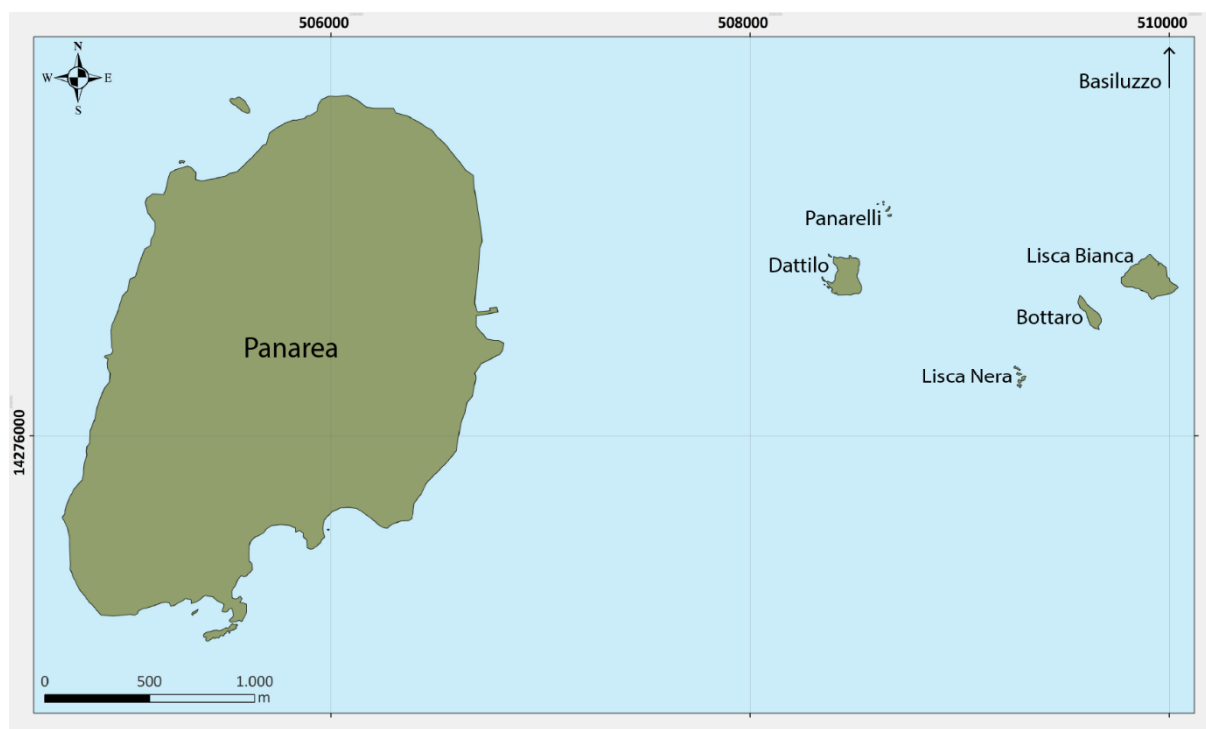 506000
508000
510000
N
W E
S
Basiluzzo
Panarelli
Lisca Bianca
Dattilo
Bottaro
Panarea
Lisca Nera
14276000
0 500 1.000
m